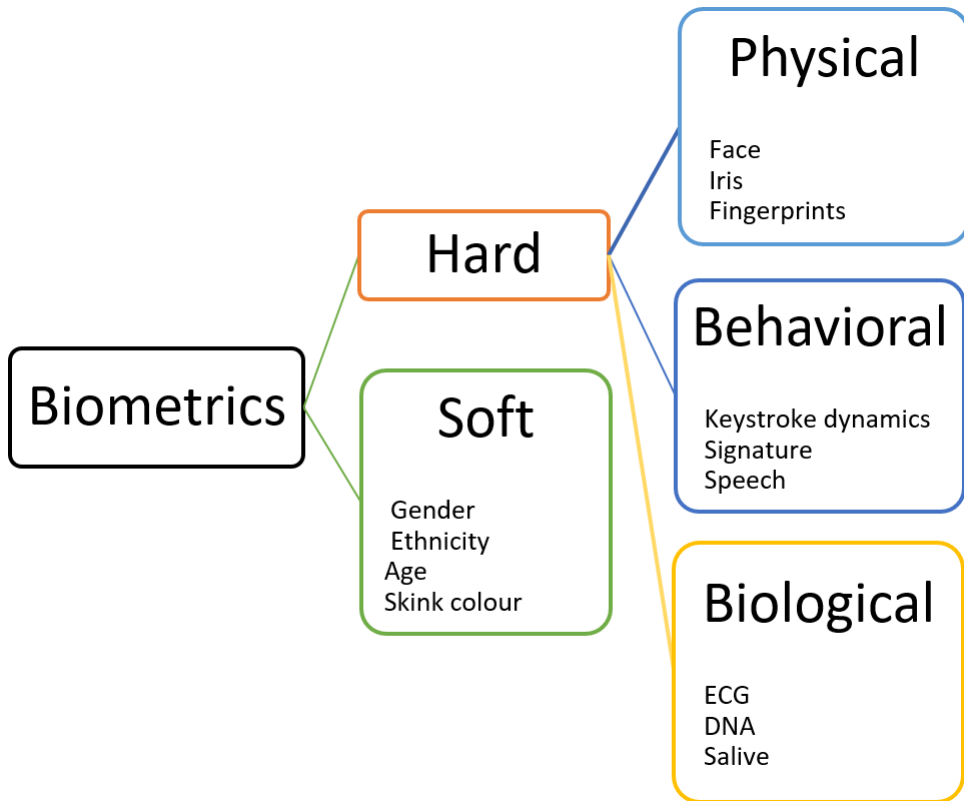 Biometrics
Hard
Soft
Gender
Ethnicity
Age
Skink colour
Physical
Face
Iris
Fingerprints
Behavioral
Keystroke dynamics
Signature
Speech
Biological
ECG
DNA
Salive